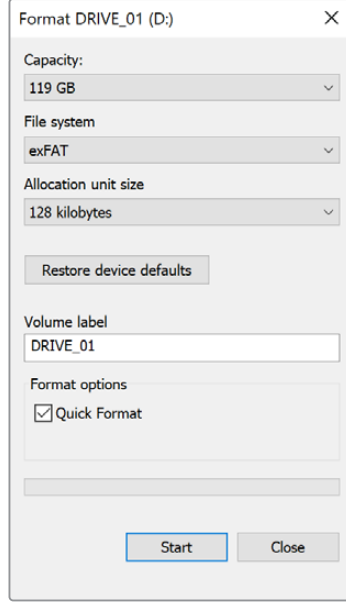 Format DRIVE_01 (D:)
Capacity:
119 GB
File system
exFAT
Allocation unit size
128 kilobytes
Restore device defaults
Volume label
DRIVE_01
Format options
Quick Format
Start Close